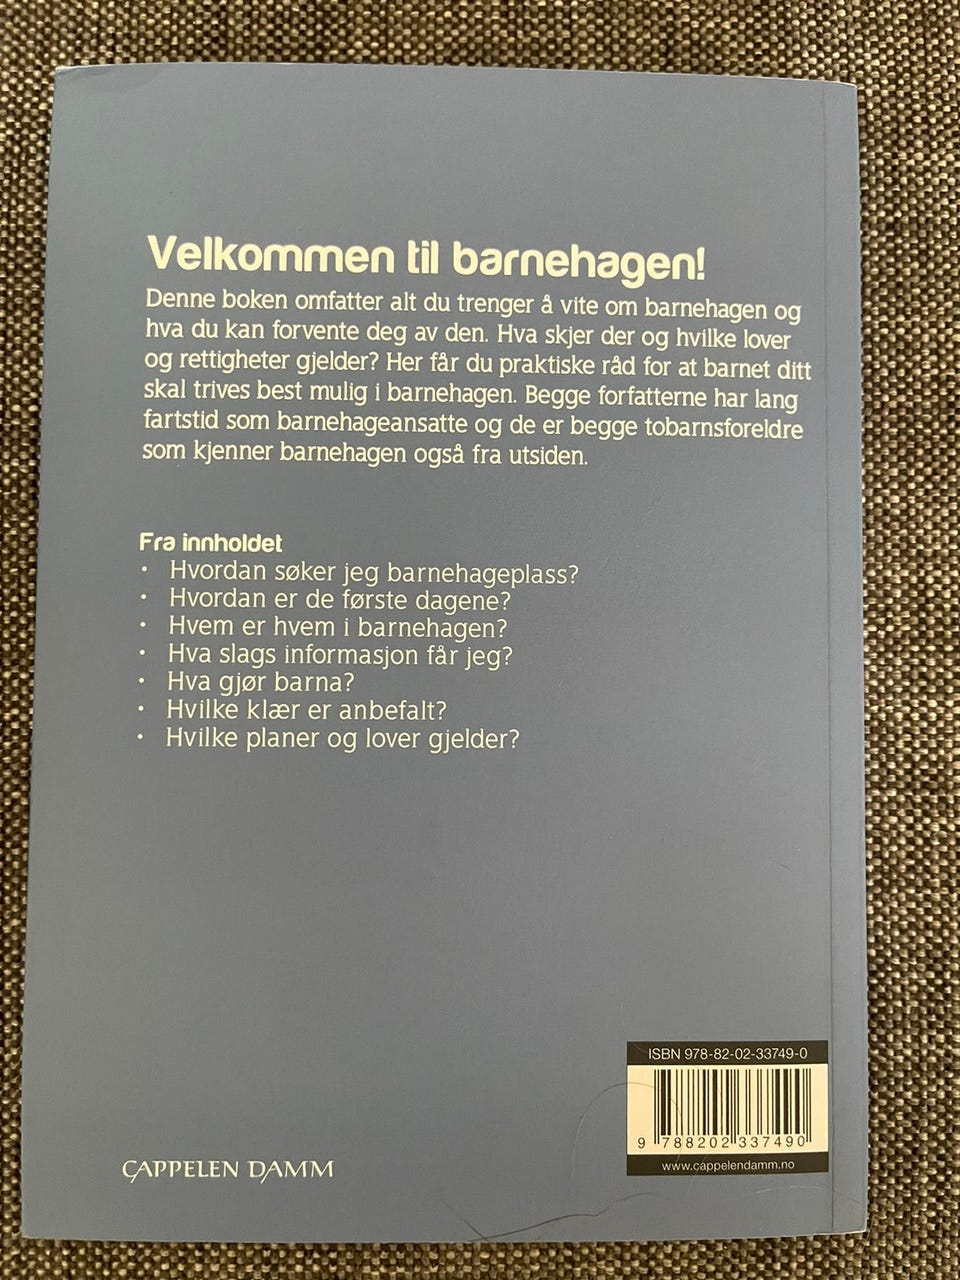 Velkommen til barnehagen!
Denne boken omfatter alt du trenger å vite om barnehagen og
hva du kan forvente deg av den. Hva skjer der og hvilke lover
og rettigheter gjelder? Her får du praktiske råd for at barnet ditt
skal trives best mulig i barnehagen. Begge forfatterne har lang
fartstid som barnehageansatte og de er begge tobarnsforeldre
som kjenner barnehagen også fra utsiden.
Fra innholdet
• Hvordan søker jeg barnehageplass?
• Hvordan er de første dagene?
• Hvem er hvem i barnehagen?
• Hva slags informasjon får jeg?
• Hva gjør barna?
• Hvilke klær er anbefalt?
• Hvilke planer og lover gjelder?
ISBN 978-82-02-33749-0
9 788202 337490
www.cappelendamm.no
CAPPELEN DAMM